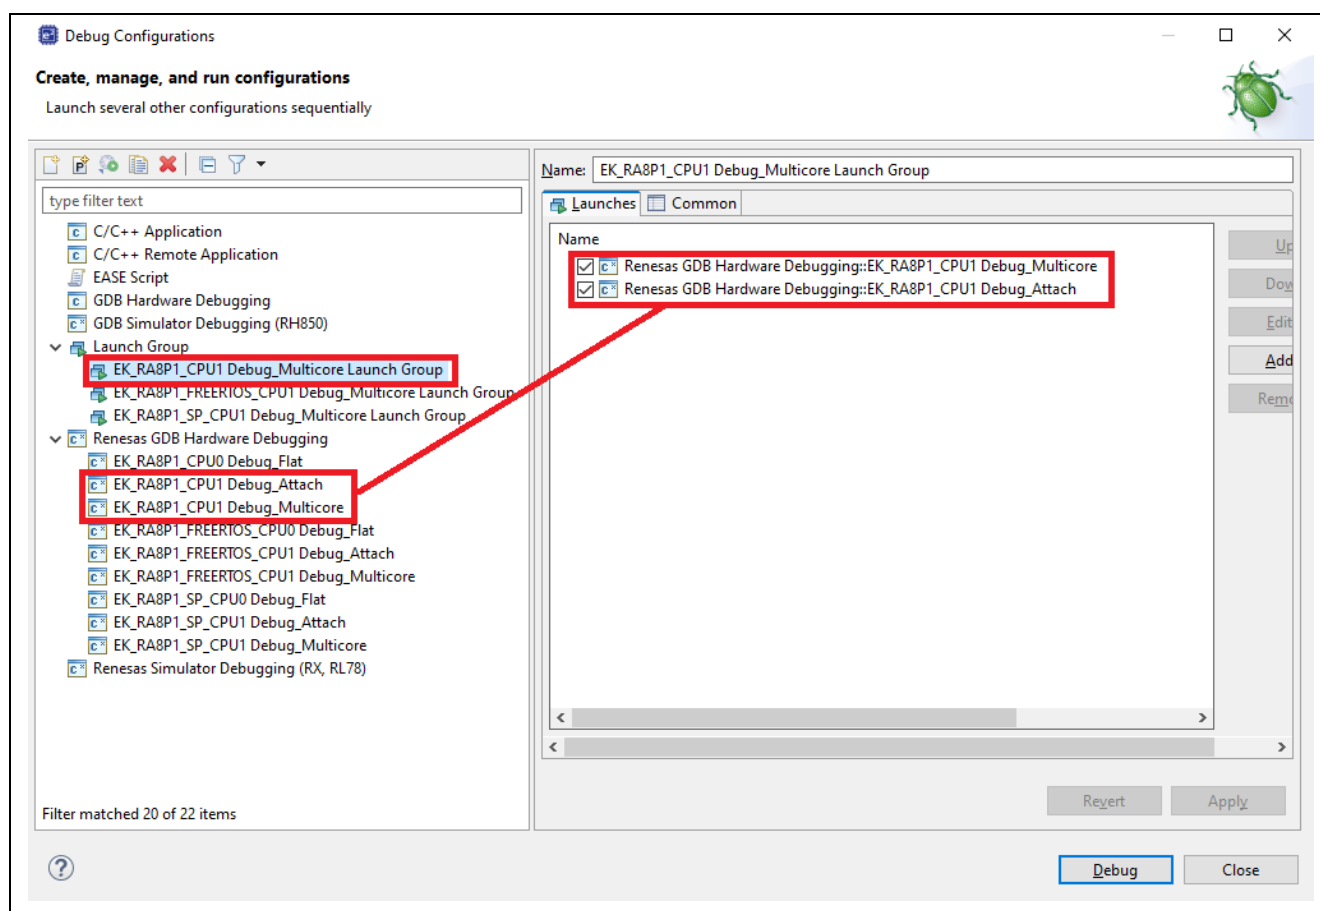 Debug Configurations
Create, manage, and run configurations
Launch several other configurations sequentially
type filter text
C/C++ Application
C/C++ Remote Application
EASE Script
GDB Hardware Debugging
GDB Simulator Debugging (RH850)
Launch Group
EK_RA8P1_CPU1 Debug_Multicore Launch Group
EK_RA8P1_FREERTOS_CPU1 Debug_Multicore Launch Group
EK_RA8P1_SP_CPU1 Debug_Multicore Launch Group
Renesas GDB Hardware Debugging
EK_RA8P1_CPU0 Debug_Flat
EK_RA8P1_CPU1 Debug_Attach
EK_RA8P1_CPU1 Debug_Multicore
EK_RA8P1_FREERTOS_CPU0 Debug_Flat
EK_RA8P1_FREERTOS_CPU1 Debug_Attach
EK_RA8P1_FREERTOS_CPU1 Debug_Multicore
EK_RA8P1_SP_CPU0 Debug_Flat
EK_RA8P1_SP_CPU1 Debug_Attach
EK_RA8P1_SP_CPU1 Debug_Multicore
Renesas Simulator Debugging (RX, RL78)
Filter matched 20 of 22 items
Name: EK_RA8P1_CPU1 Debug_Multicore Launch Group
Launches Common
Name
Renesas GDB Hardware Debugging::EK_RA8P1_CPU1 Debug_Multicore
Renesas GDB Hardware Debugging::EK_RA8P1_CPU1 Debug_Attach
Up
Dow
Edit
Add
Remo
Revert Apply
Debug Close